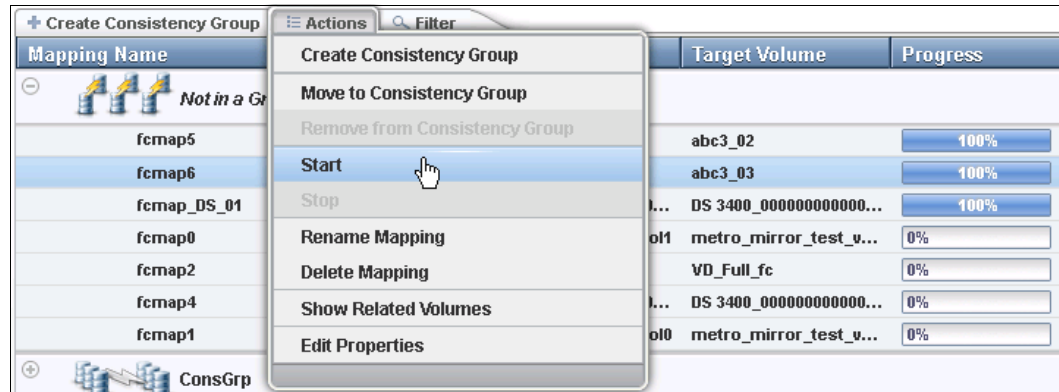 Create Consistency Group Actions Filter
Mapping Name Target Volume Progress
Create Consistency Group
Not in a Gr
Move to Consistency Group
Remove from Consistency Group
fcmap5 abc3_02 100%
Start
fcmap6 abc3_03 100%
Stop
fcmap_DS_01 DS 3400_000000000000... 100%
Rename Mapping
fcmap0 ol1 metro_mirror_test_v... 0%
Delete Mapping
fcmap2 VD_Full_fc 0%
Show Related Volumes
fcmap4 DS 3400_000000000000... 0%
fcmap1 ol0 metro_mirror_test_v... 0%
Edit Properties
ConsGrp